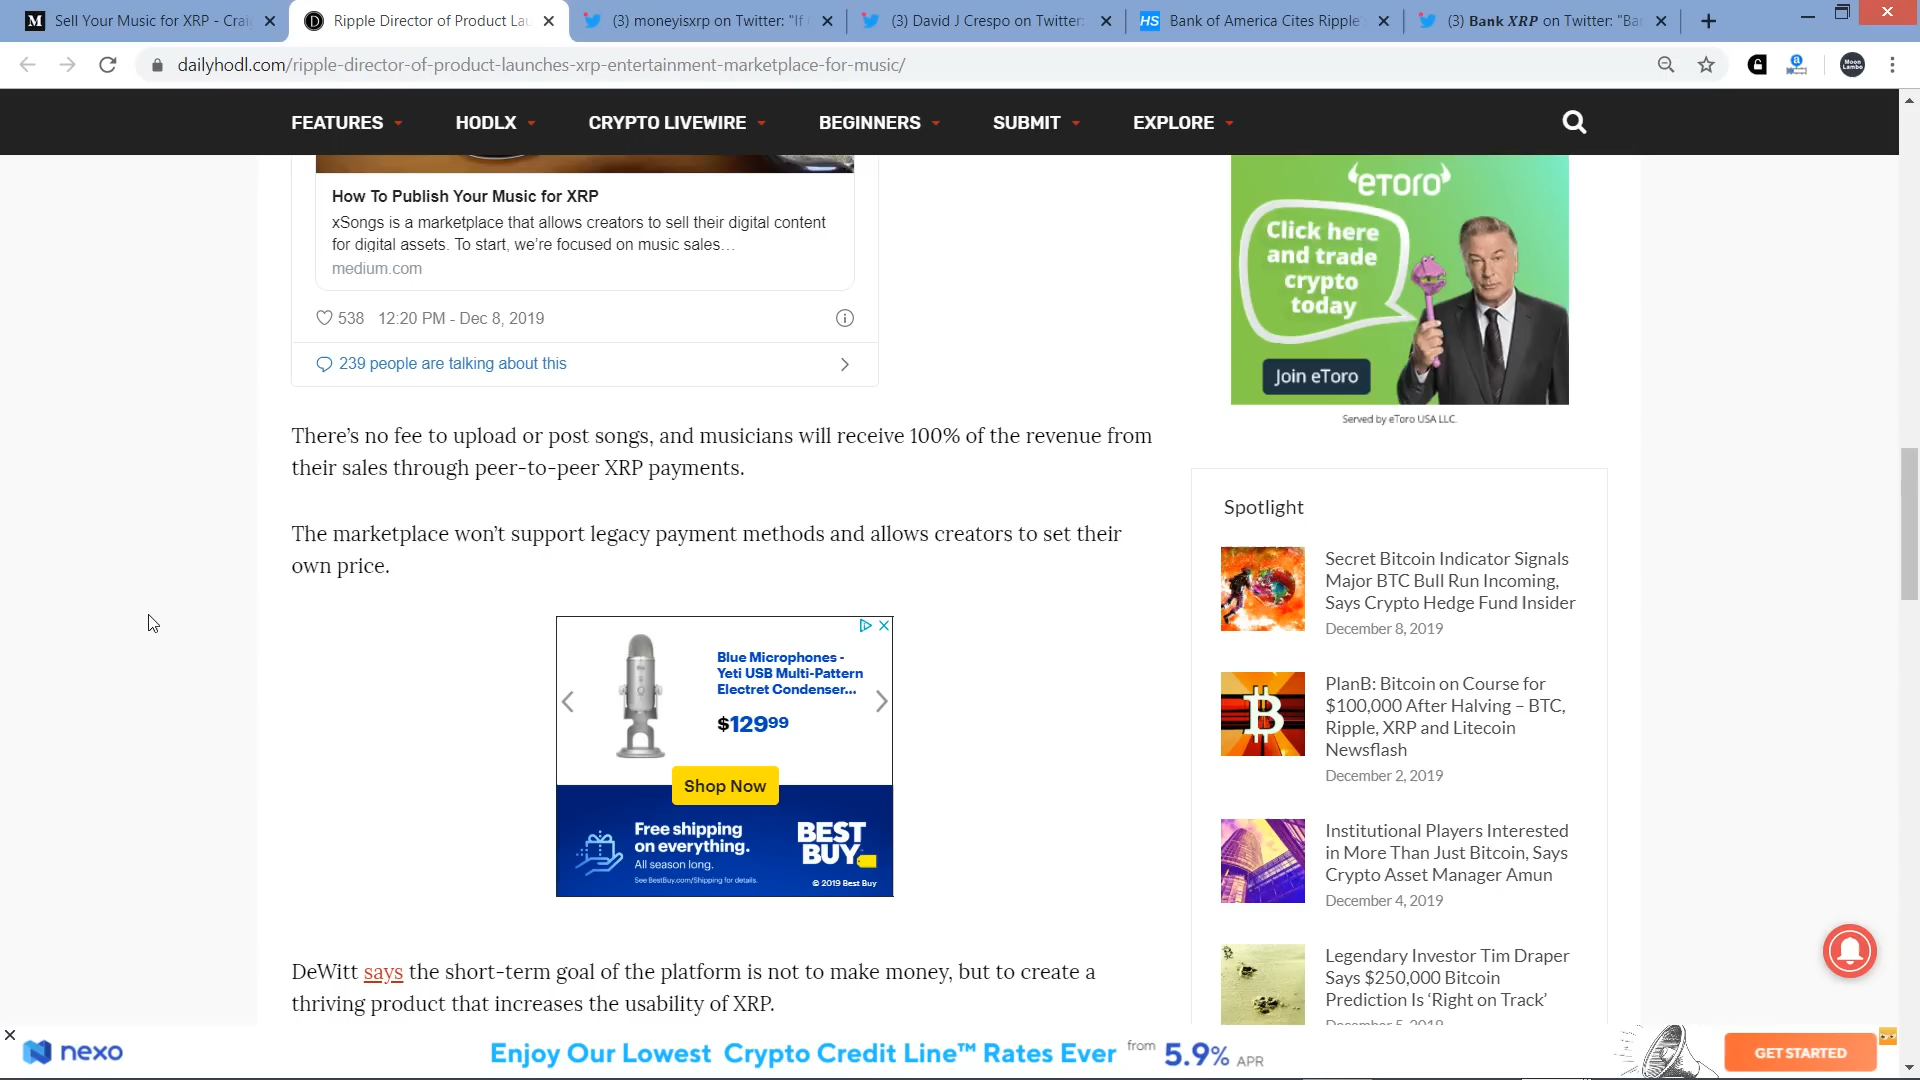 Sell Your Music for XRP - Crai
Ripple Director of Product Lau
(3) moneyisxrp on Twitter: "If
(3) David J Crespo on Twitter:
HS Bank of America Cites Ripple's
(3) Bank XRP on Twitter: "Ba
dailyhodl.com/ripple-director-of-product-launches-xrp-entertainment-marketplace-for-music/
FEATURES
HODLX
CRYPTO LIVEWIRE
BEGINNERS
SUBMIT
EXPLORE
How To Publish Your Music for XRP
xSongs is a marketplace that allows creators to sell their digital content
for digital assets. To start, we're focused on music sales…
medium.com
538 12:20 PM - Dec 8, 2019
239 people are talking about this
There's no fee to upload or post songs, and musicians will receive 100% of the revenue from
their sales through peer-to-peer XRP payments.
The marketplace won't support legacy payment methods and allows creators to set their
own price.
Blue Microphones -
Yeti USB Multi-Pattern
Electret Condenser...
$129.99
Shop Now
Free shipping
on everything.
All season long.
See BestBuy.com/Shipping for details.
BEST
BUY
© 2019 Best Buy
DeWitt says the short-term goal of the platform is not to make money, but to create a
thriving product that increases the usability of XRP.
eToro
Click here
and trade
crypto
today
Join eToro
Served by eToro USA LLC.
Spotlight
Secret Bitcoin Indicator Signals
Major BTC Bull Run Incoming,
Says Crypto Hedge Fund Insider
December 8, 2019
PlanB: Bitcoin on Course for
$100,000 After Halving – BTC,
Ripple, XRP and Litecoin
Newsflash
December 2, 2019
Institutional Players Interested
in More Than Just Bitcoin, Says
Crypto Asset Manager Amun
December 4, 2019
Legendary Investor Tim Draper
Says $250,000 Bitcoin
Prediction Is 'Right on Track'
December 5, 2019
nexo
Enjoy Our Lowest Crypto Credit Line™ Rates Ever from 5.9% APR
GET STARTED